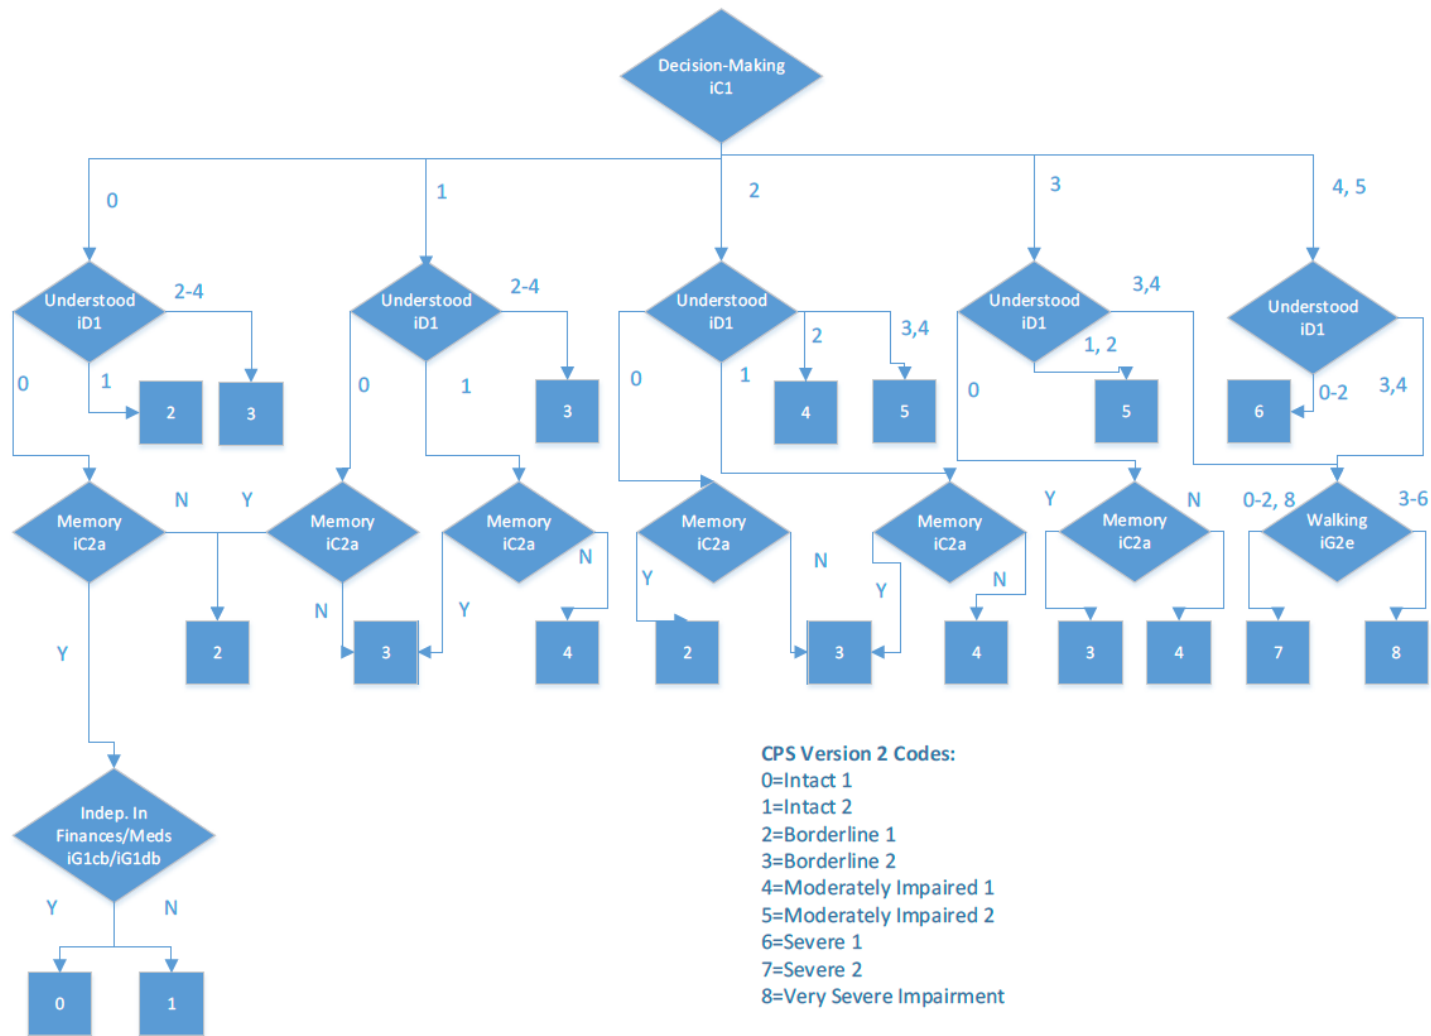 Decision-Making
iC1
0
1
2
3
4, 5
Understood
iD1
2-4
0
1
2
3
Understood
iD1
2-4
0
1
3
Understood
iD1
2
3,4
0
1
4
5
Understood
iD1
3,4
1, 2
0
5
Understood
iD1
0-2
3,4
6
Memory
iC2a
N
Y
Y
2
Memory
iC2a
N
3
Memory
iC2a
N
Y
4
Memory
iC2a
Y
N
2
3
Memory
iC2a
Y
N
4
Y
Memory
iC2a
N
3
4
0-2, 8
Walking
iG2e
3-6
7
8
Indep. In
Finances/Meds
iG1cb/iG1db
Y
N
0
1
CPS Version 2 Codes:
0=Intact 1
1=Intact 2
2=Borderline 1
3=Borderline 2
4=Moderately Impaired 1
5=Moderately Impaired 2
6=Severe 1
7=Severe 2
8=Very Severe Impairment